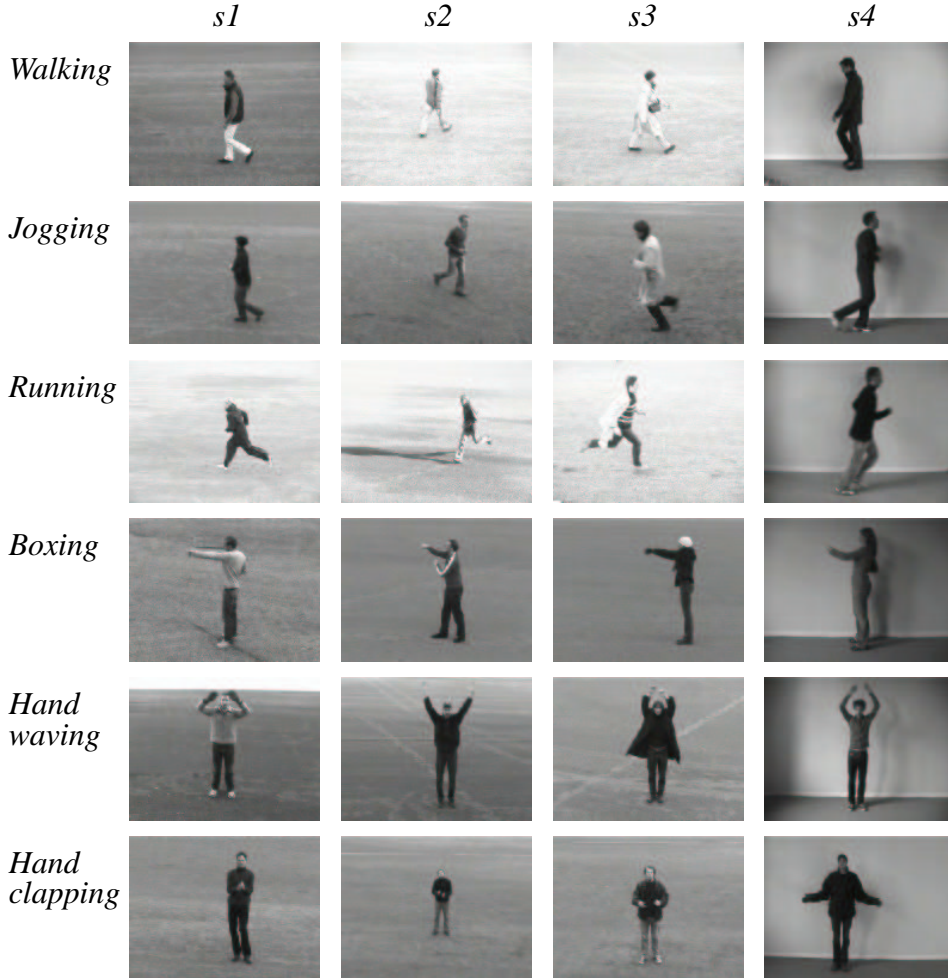 s1 s2 s3 s4
Walking
Jogging
Running
Boxing
Hand
waving
Hand
clapping